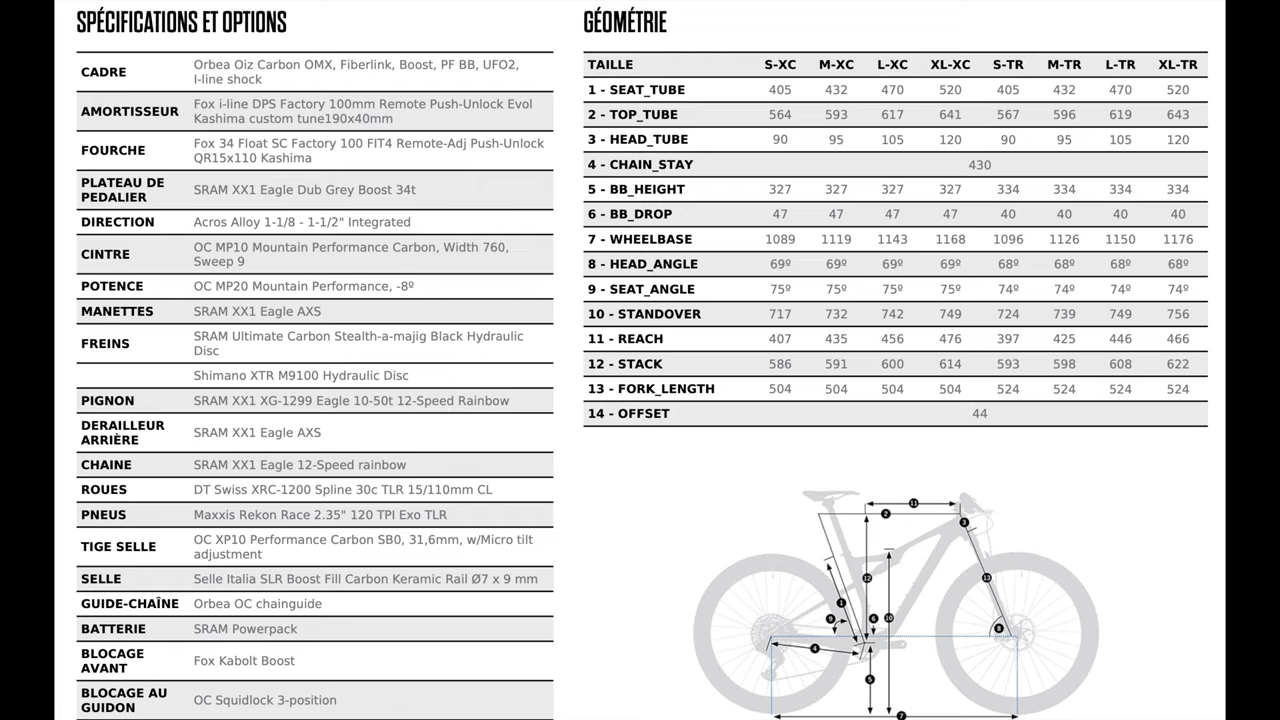 SPÉCIFICATIONS ET OPTIONS
CADRE
Orbea Oiz Carbon OMX, Fiberlink, Boost, PF BB, UFO2,
I-line shock
AMORTISSEUR
Fox i-line DPS Factory 100mm Remote Push-Unlock Evol
Kashima custom tune190x40mm
FOURCHE
Fox 34 Float SC Factory 100 FIT4 Remote-Adj Push-Unlock
QR15x110 Kashima
PLATEAU DE
PEDALIER
SRAM XX1 Eagle Dub Grey Boost 34t
DIRECTION
Acros Alloy 1-1/8 - 1-1/2" Integrated
CINTRE
OC MP10 Mountain Performance Carbon, Width 760,
Sweep 9
POTENCE
OC MP20 Mountain Performance, -8º
MANETTES
SRAM XX1 Eagle AXS
FREINS
SRAM Ultimate Carbon Stealth-a-majig Black Hydraulic
Disc
Shimano XTR M9100 Hydraulic Disc
PIGNON
SRAM XX1 XG-1299 Eagle 10-50t 12-Speed Rainbow
DERAILLEUR
ARRIÈRE
SRAM XX1 Eagle AXS
CHAINE
SRAM XX1 Eagle 12-Speed rainbow
ROUES
DT Swiss XRC-1200 Spline 30c TLR 15/110mm CL
PNEUS
Maxxis Rekon Race 2.35" 120 TPI Exo TLR
TIGE SELLE
OC XP10 Performance Carbon SB0, 31,6mm, w/Micro tilt
adjustment
SELLE
Selle Italia SLR Boost Fill Carbon Keramic Rail Ø7 x 9 mm
GUIDE-CHAÎNE
Orbea OC chainguide
BATTERIE
SRAM Powerpack
BLOCAGE
AVANT
Fox Kabolt Boost
BLOCAGE AU
GUIDON
OC Squidlock 3-position
GÉOMÉTRIE
TAILLE S-XC M-XC L-XC XL-XC S-TR M-TR L-TR XL-TR
1 - SEAT_TUBE 405 432 470 520 405 432 470 520
2 - TOP_TUBE 564 593 617 641 567 596 619 643
3 - HEAD_TUBE 90 95 105 120 90 95 105 120
4 - CHAIN_STAY 430
5 - BB_HEIGHT 327 327 327 327 334 334 334 334
6 - BB_DROP 47 47 47 47 40 40 40 40
7 - WHEELBASE 1089 1119 1143 1168 1096 1126 1150 1176
8 - HEAD_ANGLE 69º 69º 69º 69º 68º 68º 68º 68º
9 - SEAT_ANGLE 75º 75º 75º 75º 74º 74º 74º 74º
10 - STANDOVER 717 732 742 749 724 739 749 756
11 - REACH 407 435 456 476 397 425 446 466
12 - STACK 586 591 600 614 593 598 608 622
13 - FORK_LENGTH 504 504 504 504 524 524 524 524
14 - OFFSET 44
11
2
3
12
13
1
9
6
10
8
4
5
7